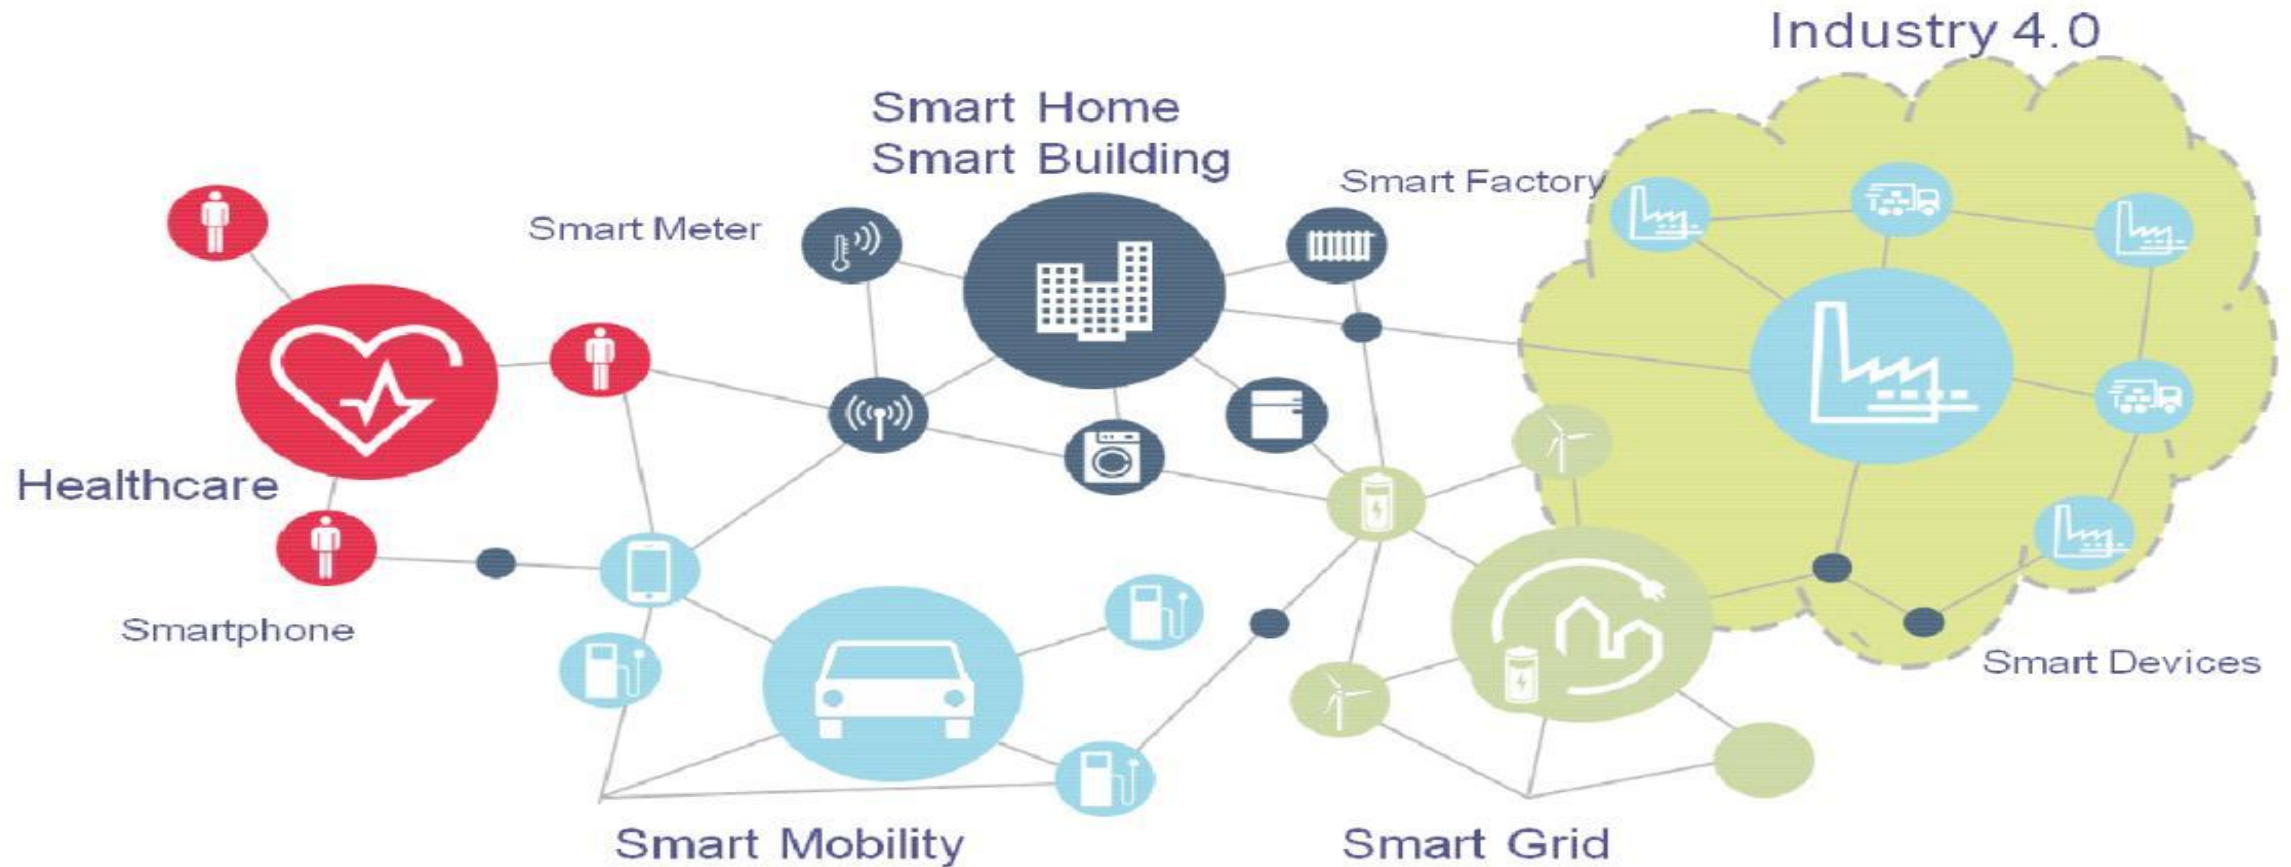 Industry 4.0
Smart Home
Smart Building
Smart Factory
Smart Meter
Healthcare
Smartphone
Smart Devices
Smart Mobility
Smart Grid